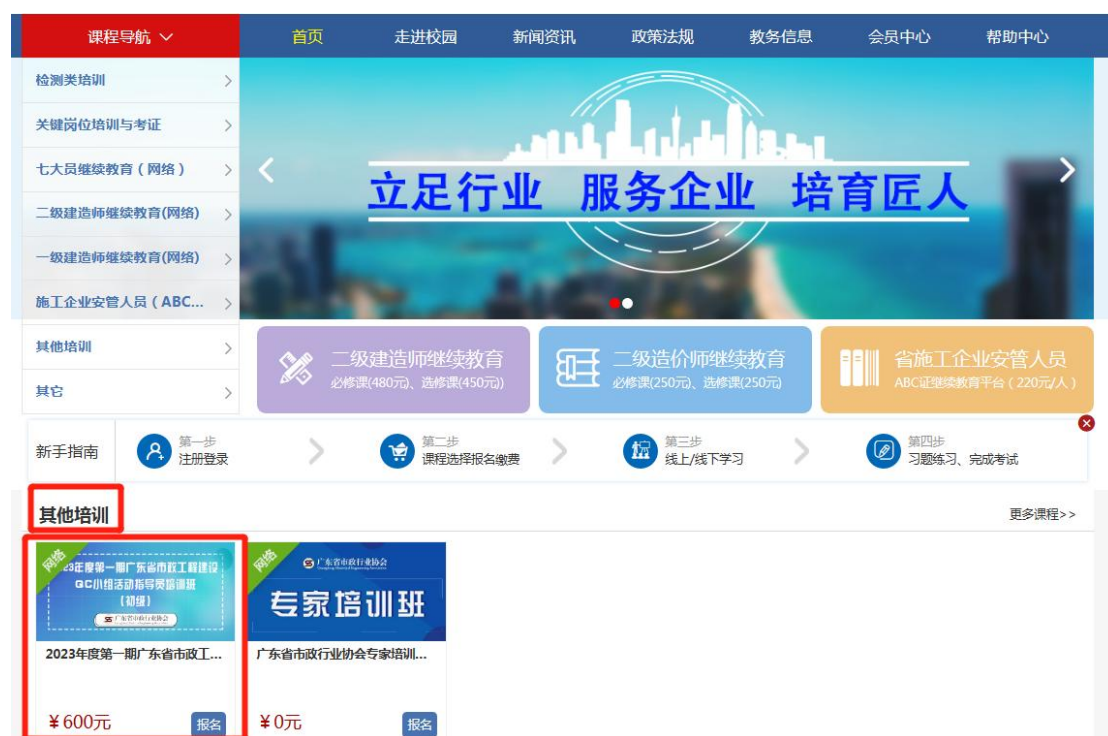 课程导航
首页
走进校园
新闻资讯
政策法规
教务信息
会员中心
帮助中心
检测类培训
关键岗位培训与考证
七大员继续教育（网络）
二级建造师继续教育(网络)
一级建造师继续教育(网络)
施工企业安管人员（ABC...
其他培训
其它
立足行业 服务企业 培育匠人
二级建造师继续教育
必修课(480元)、选修课(450元))
二级造价师继续教育
必修课(250元)、选修课(250元)
省施工企业安管人员
ABC证继续教育平台（220元/人）
新手指南
第一步
注册登录
第二步
课程选择报名缴费
第三步
线上/线下学习
第四步
习题练习、完成考试
其他培训
更多课程>>
网络
23年度第一期广东省市政工程建设
QC小组活动指导员培训班
（初级）
广东省市政行业协会
2023年度第一期广东省市政工...
¥600元
报名
网络
广东省市政行业协会
专家培训班
广东省市政行业协会专家培训...
¥0元
报名